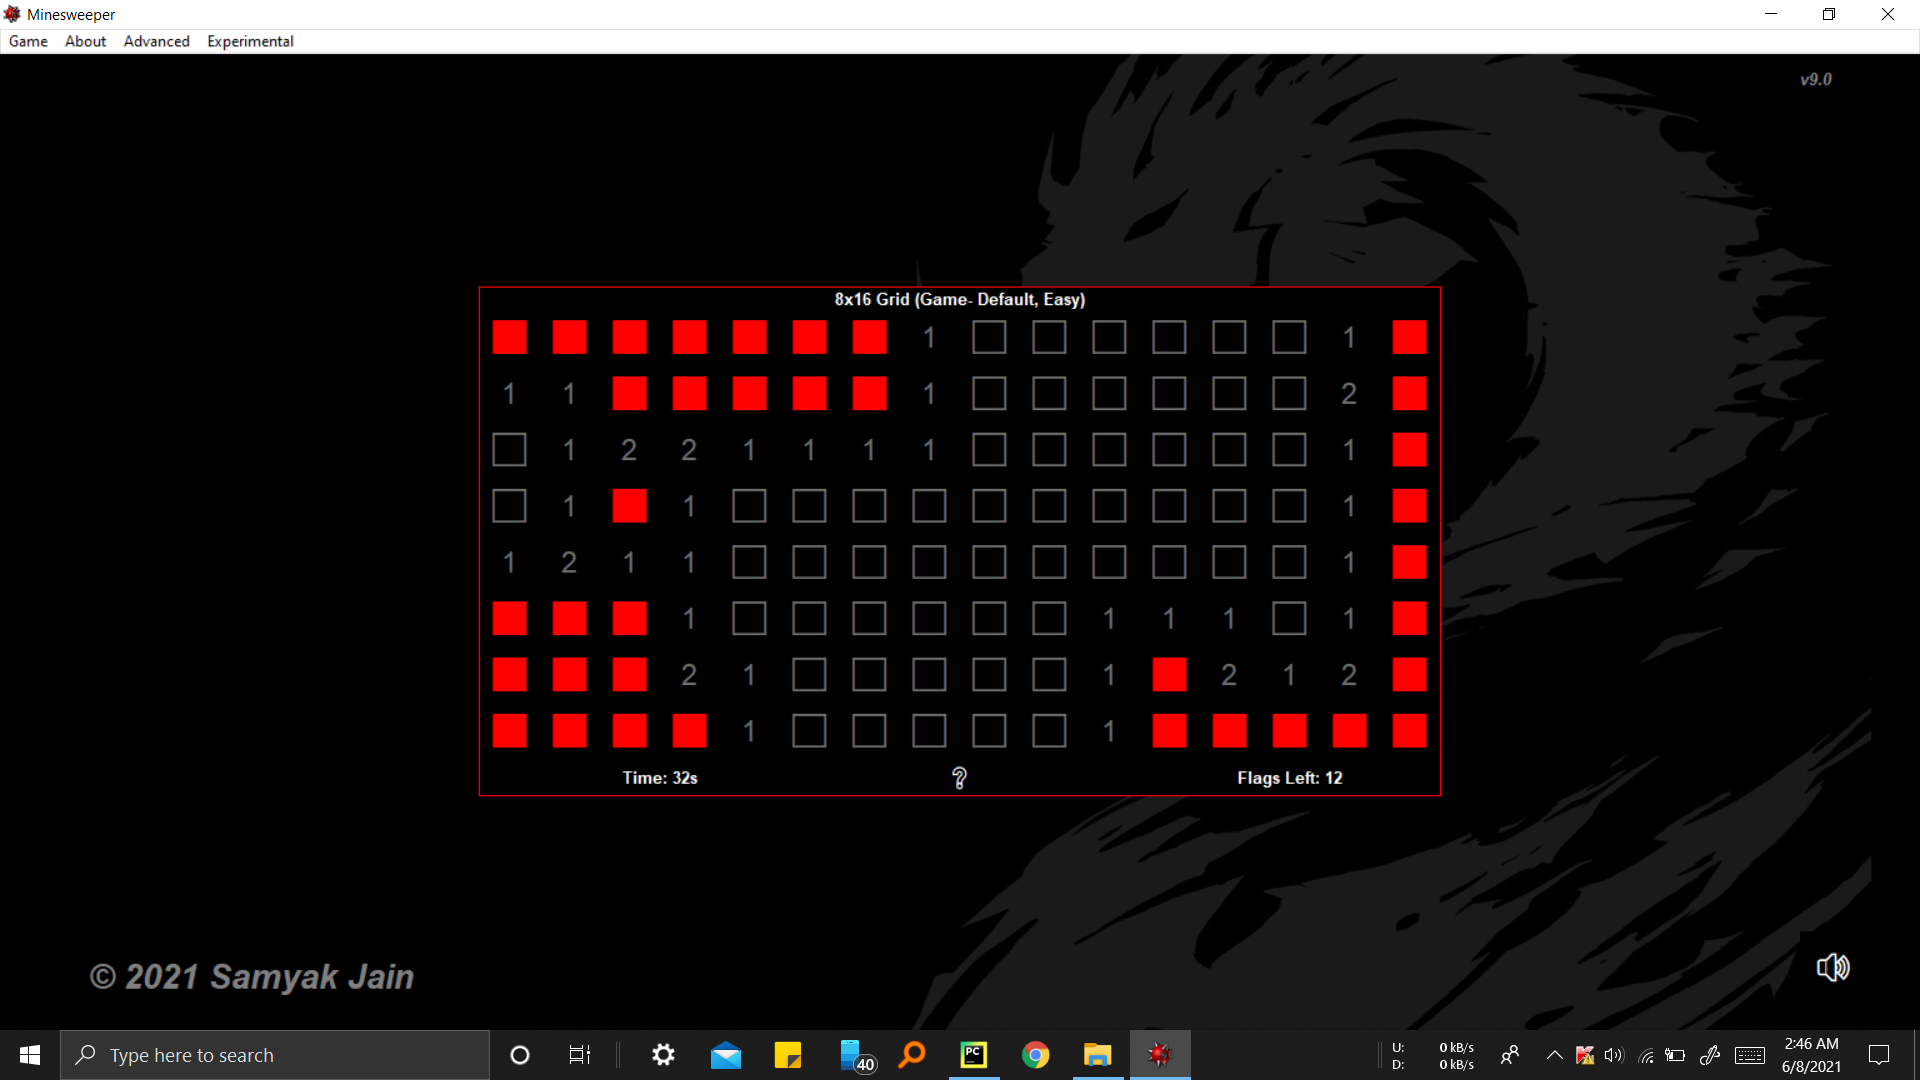 Minesweeper
Game About Advanced Experimental
v9.0
8x16 Grid (Game- Default, Easy)
1 1
1 1 1 2
1 2 2 1 1 1 1 1
1 1 1
1 2 1 1 1
1 1 1 1 1
2 1 1 2 1 2
1 1
Time: 32s ? Flags Left: 12
© 2021 Samyak Jain
Type here to search
40
PC
U: 0 kB/s
D: 0 kB/s
2:46 AM
6/8/2021